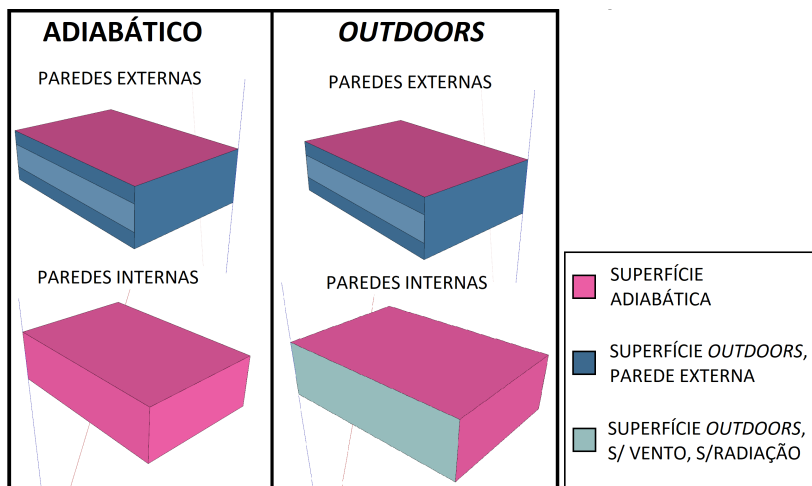 ADIABÁTICO
PAREDES EXTERNAS
PAREDES INTERNAS
OUTDOORS
PAREDES EXTERNAS
PAREDES INTERNAS
SUPERFÍCIE
ADIABÁTICA
SUPERFÍCIE OUTDOORS,
PAREDE EXTERNA
SUPERFÍCIE OUTDOORS,
S/ VENTO, S/RADIAÇÃO